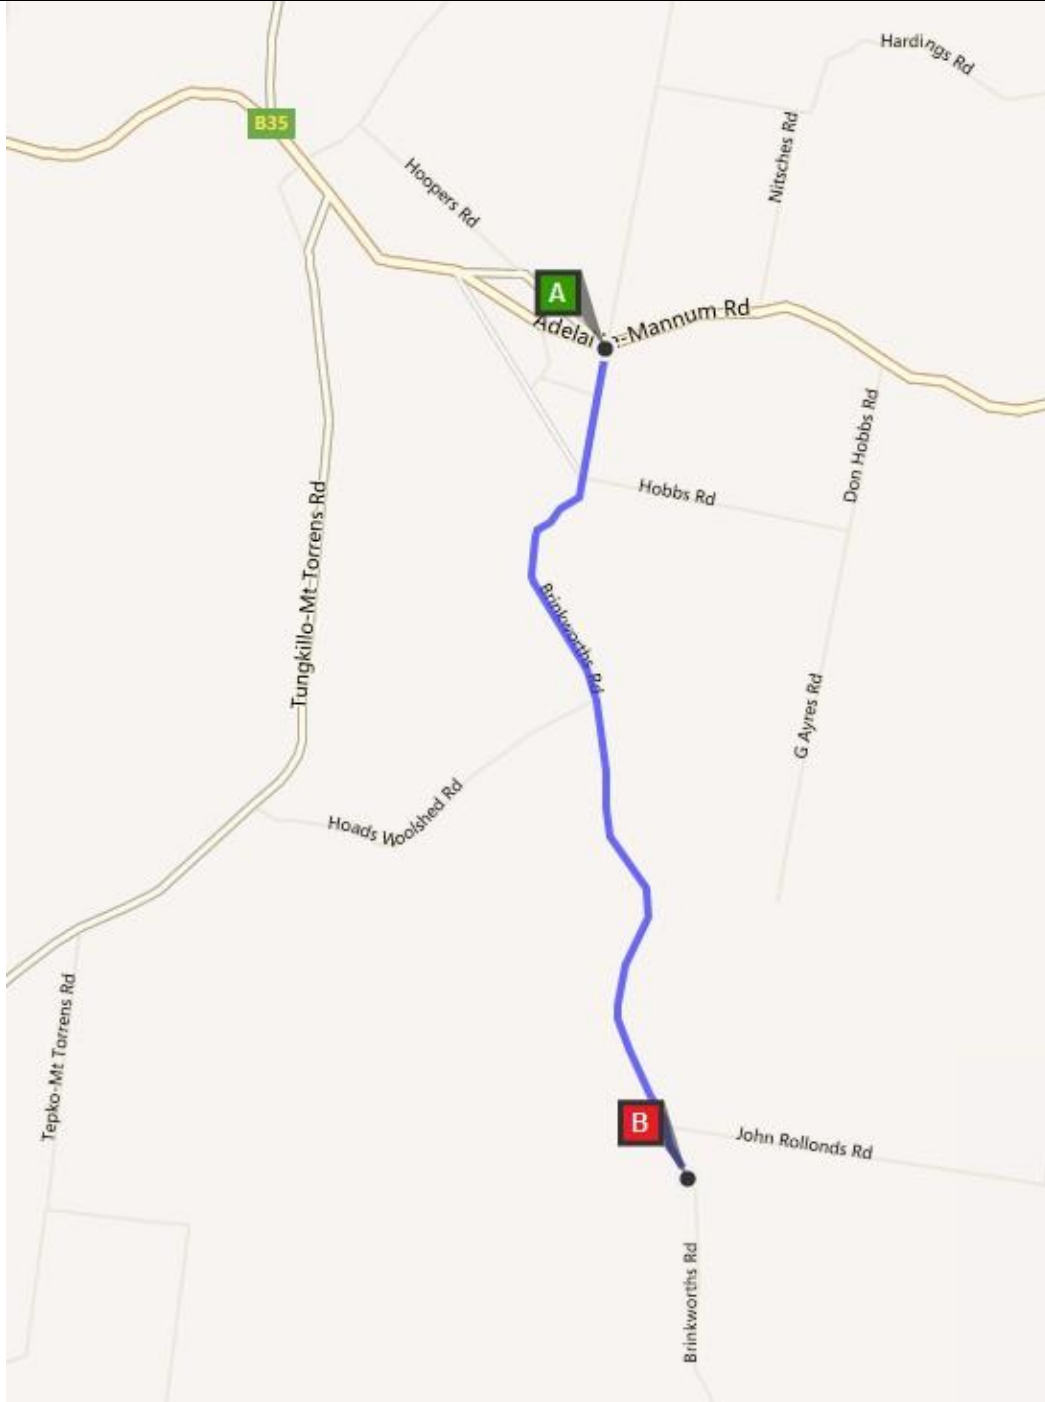 Hardings Rd
B35
Nitsches Rd
Hoopers Rd
A
Adelaide-Mannum Rd
Don Hobbs Rd
Hobbs Rd
Tungkillo-Mt-Torrens Rd
Brinkworths Rd
G Ayres Rd
Hoads Woolshed Rd
Tepko-Mt Torrens Rd
B
John Rollonds Rd
Brinkworths Rd